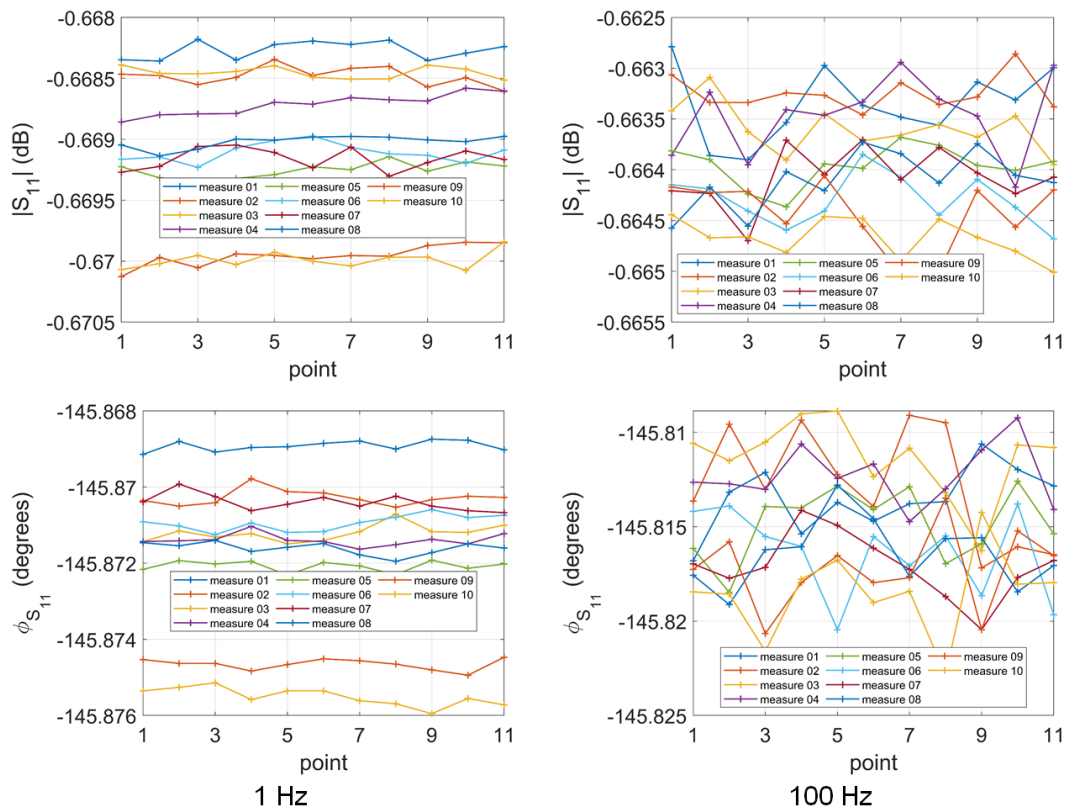 -0.668
-0.6685
-0.669
-0.6695
-0.67
-0.6705
|S11| (dB)
measure 01
measure 02
measure 03
measure 04
measure 05
measure 06
measure 07
measure 08
measure 09
measure 10
1 3 5 7 9 11
point
-0.6625
-0.663
-0.6635
-0.664
-0.6645
-0.665
-0.6655
|S11| (dB)
measure 01
measure 02
measure 03
measure 04
measure 05
measure 06
measure 07
measure 08
measure 09
measure 10
1 3 5 7 9 11
point
-145.868
-145.87
-145.872
-145.874
-145.876
ϕS11 (degrees)
measure 01
measure 02
measure 03
measure 04
measure 05
measure 06
measure 07
measure 08
measure 09
measure 10
1 3 5 7 9 11
point
1 Hz
-145.81
-145.815
-145.82
-145.825
ϕS11 (degrees)
measure 01
measure 02
measure 03
measure 04
measure 05
measure 06
measure 07
measure 08
measure 09
measure 10
1 3 5 7 9 11
point
100 Hz